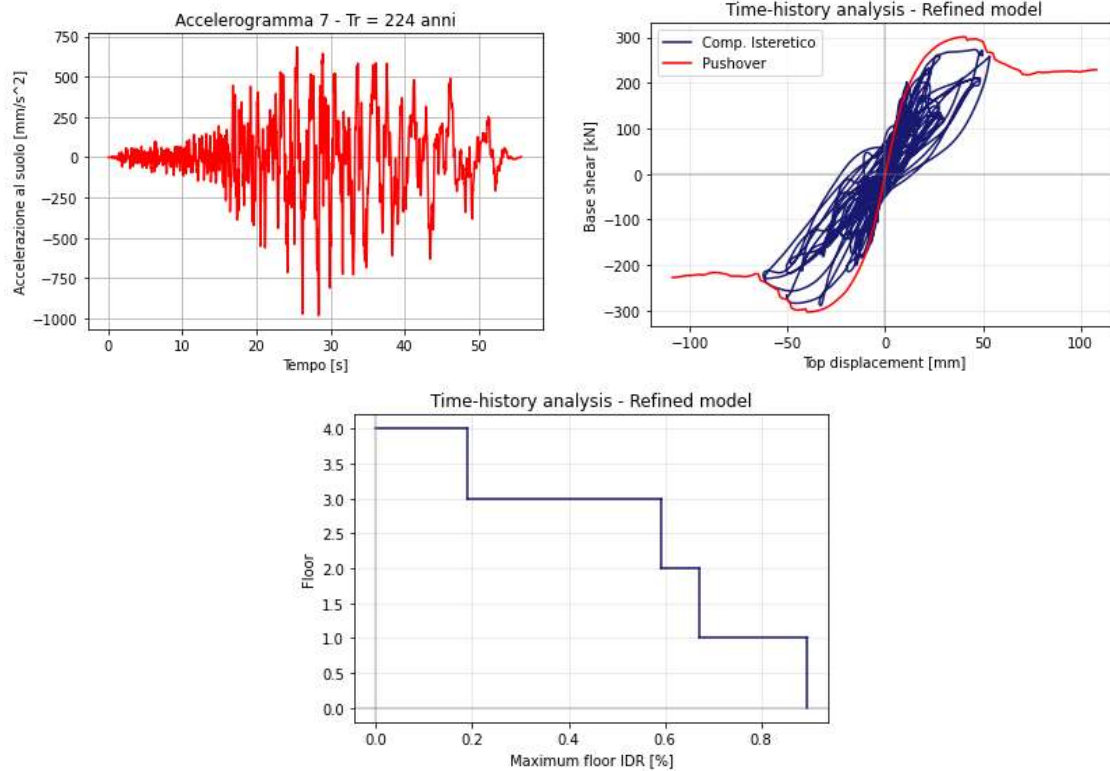 Accelerogramma 7 - Tr = 224 anni
750
500
250
0
−250
−500
−750
−1000
Accelerazione al suolo [mm/s^2]
0 10 20 30 40 50
Tempo [s]
Time-history analysis - Refined model
Comp. Isteretico
Pushover
300
200
100
0
−100
−200
−300
Base shear [kN]
−100 −50 0 50 100
Top displacement [mm]
Time-history analysis - Refined model
4.0
3.5
3.0
2.5
2.0
1.5
1.0
0.5
0.0
Floor
0.0 0.2 0.4 0.6 0.8
Maximum floor IDR [%]